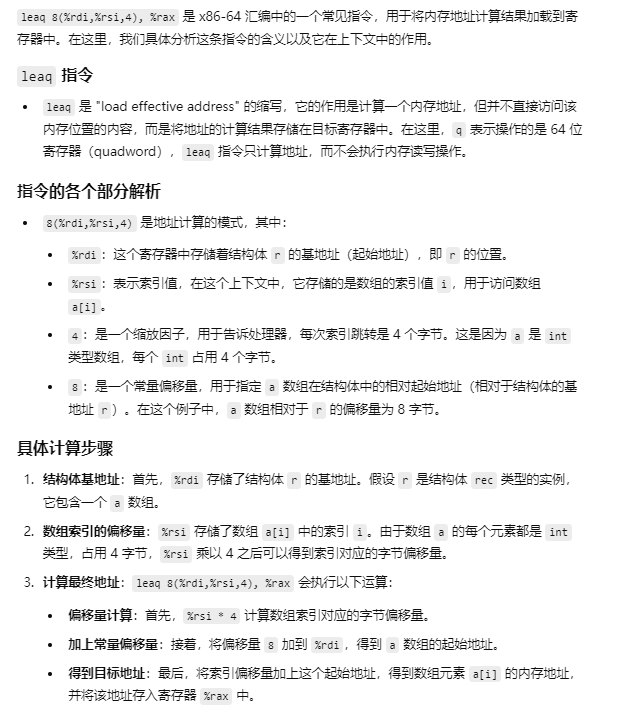 leaq 8(%rdi,%rsi,4), %rax 是 x86-64 汇编中的一个常见指令，用于将内存地址计算结果加载到寄
存器中。在这里，我们具体分析这条指令的含义以及它在上下文中的作用。
leaq 指令
• leaq 是 "load effective address" 的缩写，它的作用是计算一个内存地址，但并不直接访问该
内存位置的内容，而是将地址的计算结果存储在目标寄存器中。在这里，q 表示操作的是 64 位
寄存器（quadword），leaq 指令只计算地址，而不会执行内存读写操作。
指令的各个部分解析
• 8(%rdi,%rsi,4) 是地址计算的模式，其中：
• %rdi：这个寄存器中存储着结构体 r 的基地址（起始地址），即 r 的位置。
• %rsi：表示索引值，在这个上下文中，它存储的是数组的索引值 i，用于访问数组
a[i]。
• 4：是一个缩放因子，用于告诉处理器，每次索引跳转是 4 个字节。这是因为 a 是 int
类型数组，每个 int 占用 4 个字节。
• 8：是一个常量偏移量，用于指定 a 数组在结构体中的相对起始地址（相对于结构体的基
地址 r）。在这个例子中，a 数组相对于 r 的偏移量为 8 字节。
具体计算步骤
1. 结构体基地址：首先，%rdi 存储了结构体 r 的基地址。假设 r 是结构体 rec 类型的实例，
它包含一个 a 数组。
2. 数组索引的偏移量：%rsi 存储了数组 a[i] 中的索引 i。由于数组 a 的每个元素都是 int
类型，占用 4 字节，%rsi 乘以 4 之后可以得到索引对应的字节偏移量。
3. 计算最终地址：leaq 8(%rdi,%rsi,4), %rax 会执行以下运算：
• 偏移量计算：首先，%rsi * 4 计算数组索引对应的字节偏移量。
• 加上常量偏移量：接着，将偏移量 8 加到 %rdi，得到 a 数组的起始地址。
• 得到目标地址：最后，将索引偏移量加上这个起始地址，得到数组元素 a[i] 的内存地址，
并将该地址存入寄存器 %rax 中。